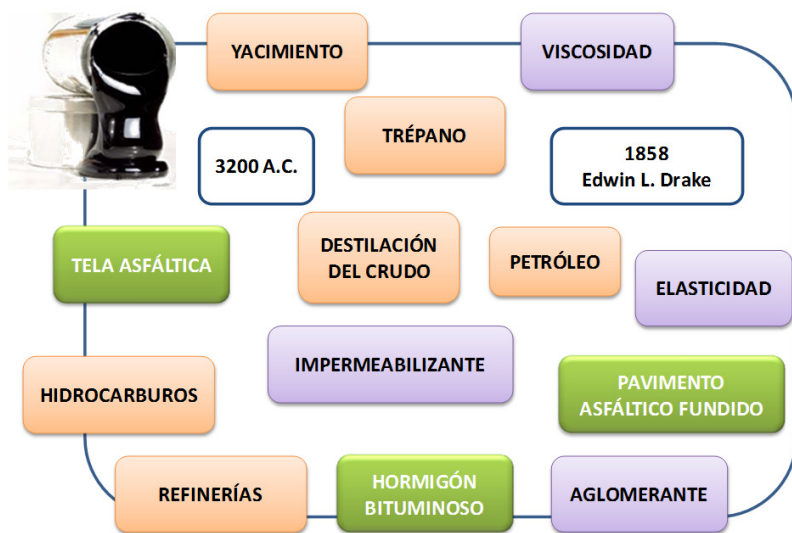 YACIMIENTO
VISCOSIDAD
TRÉPANO
3200 A.C.
1858
Edwin L. Drake
TELA ASFÁLTICA
DESTILACIÓN
DEL CRUDO
PETRÓLEO
ELASTICIDAD
IMPERMEABILIZANTE
HIDROCARBUROS
PAVIMENTO
ASFÁLTICO FUNDIDO
REFINERÍAS
HORMIGÓN
BITUMINOSO
AGLOMERANTE